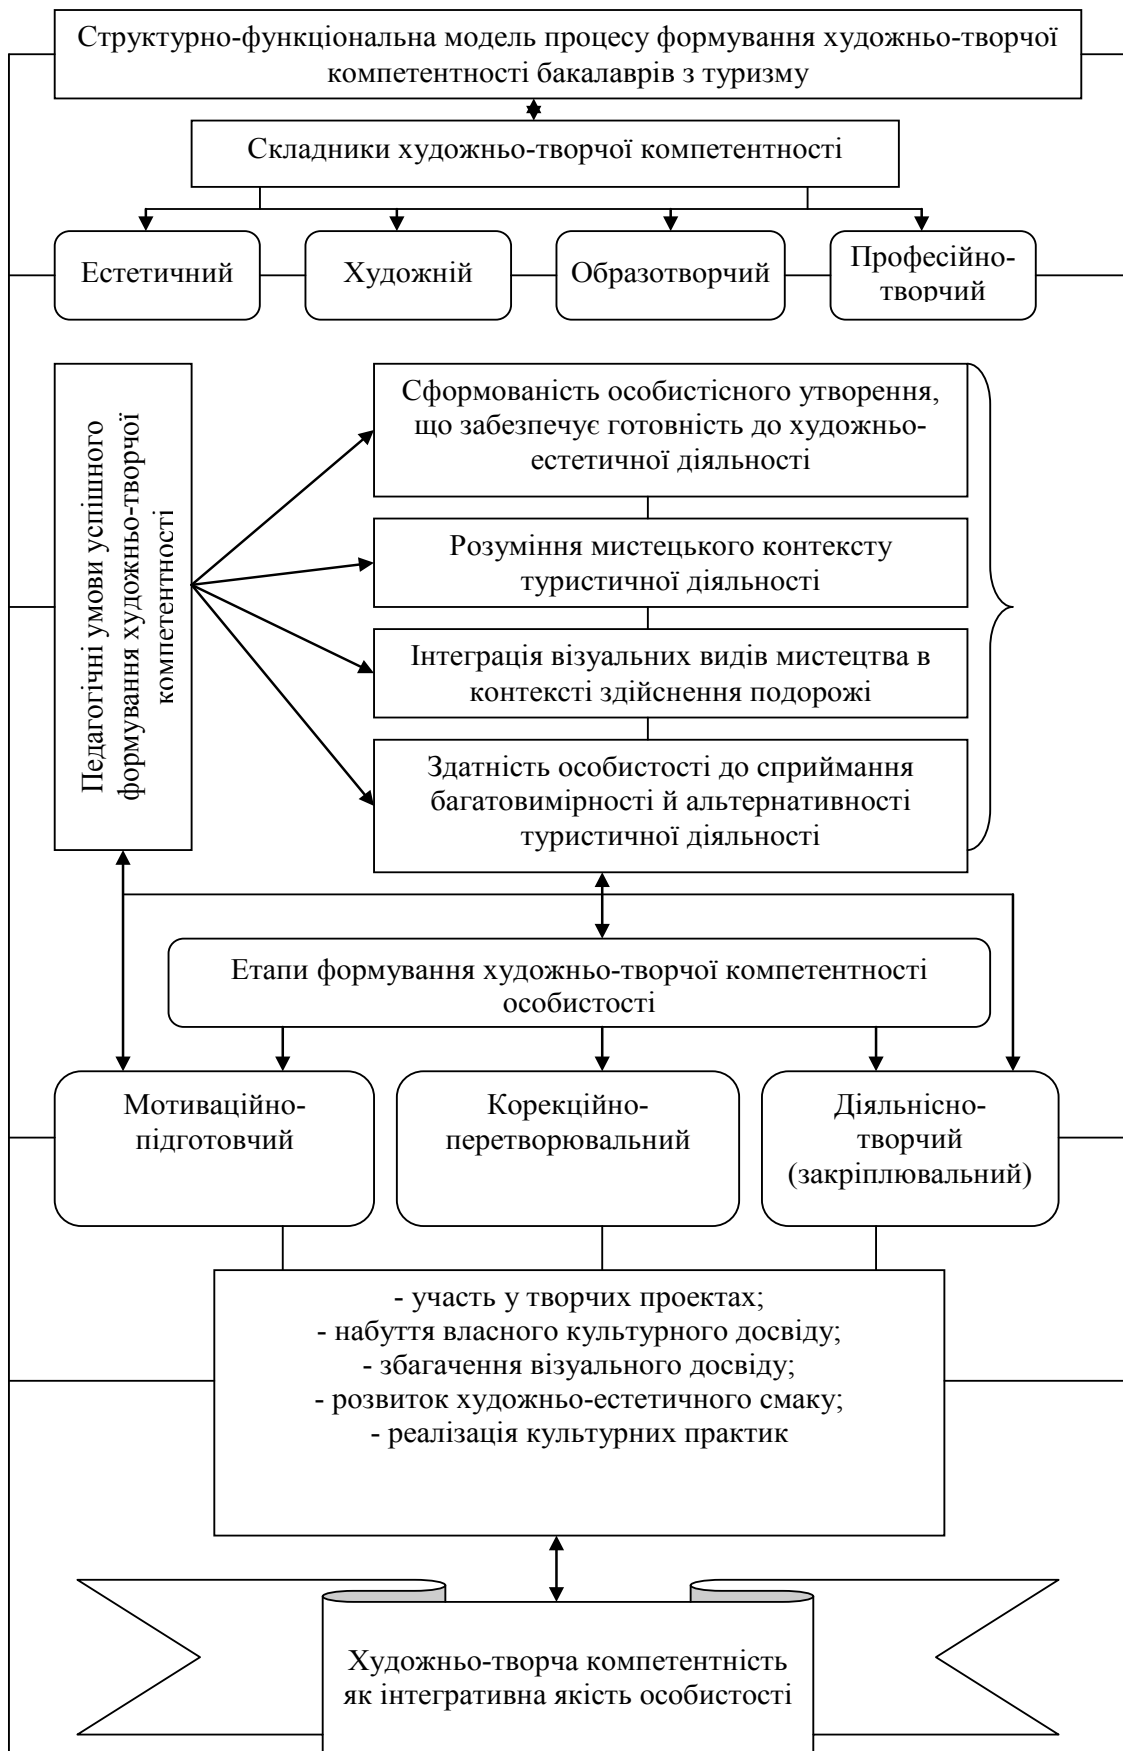 Структурно-функціональна модель процесу формування художньо-творчої
компетентності бакалаврів з туризму
Складники художньо-творчої компетентності
Естетичний
Художній
Образотворчий
Професійно-
творчий
Педагогічні умови успішного
формування художньо-творчої
компетентності
Сформованість особистісного утворення,
що забезпечує готовність до художньо-
естетичної діяльності
Розуміння мистецького контексту
туристичної діяльності
Інтеграція візуальних видів мистецтва в
контексті здійснення подорожі
Здатність особистості до сприймання
багатовимірності й альтернативності
туристичної діяльності
Етапи формування художньо-творчої компетентності
особистості
Мотиваційно-
підготовчий
Корекційно-
перетворювальний
Діяльнісно-
творчий
(закріплювальний)
- участь у творчих проектах;
- набуття власного культурного досвіду;
- збагачення візуального досвіду;
- розвиток художньо-естетичного смаку;
- реалізація культурних практик
Художньо-творча компетентність
як інтегративна якість особистості